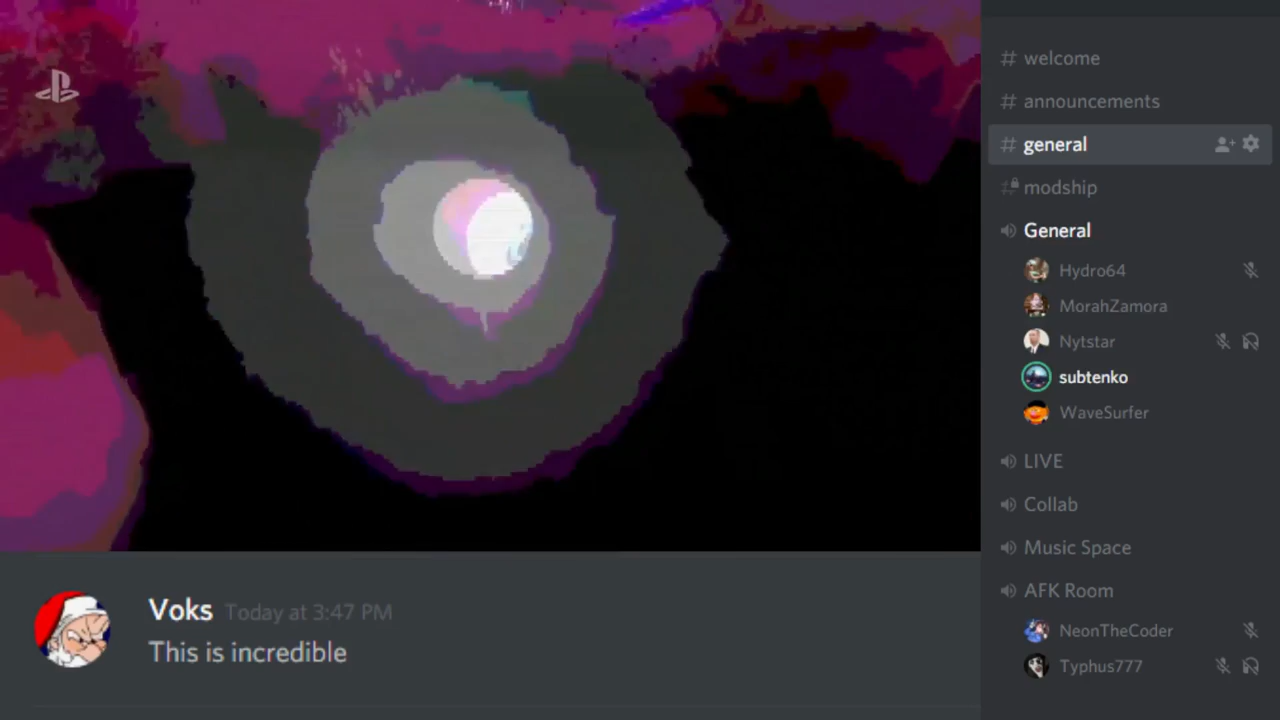 welcome
announcements
general
modship
General
Hydro64
MorahZamora
Nytstar
subtenko
WaveSurfer
LIVE
Collab
Music Space
AFK Room
NeonTheCoder
Typhus777
Voks Today at 3:47 PM
This is incredible